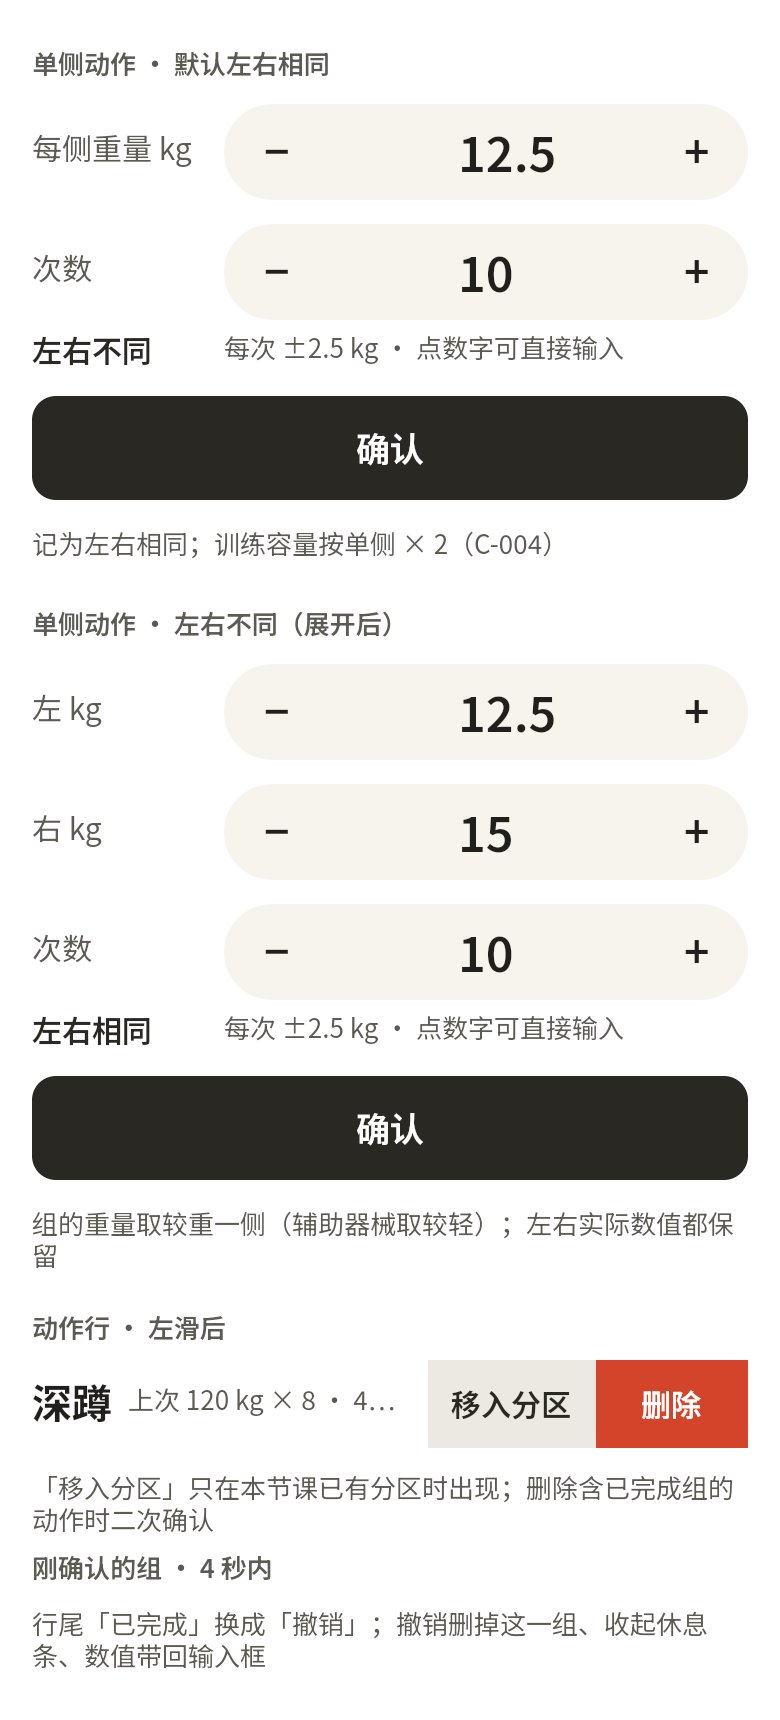 单侧动作 · 默认左右相同
每侧重量 kg − 12.5 +
次数 − 10 +
左右不同 每次 ±2.5 kg · 点数字可直接输入
确认
记为左右相同；训练容量按单侧 × 2（C-004）
单侧动作 · 左右不同（展开后）
左 kg − 12.5 +
右 kg − 15 +
次数 − 10 +
左右相同 每次 ±2.5 kg · 点数字可直接输入
确认
组的重量取较重一侧（辅助器械取较轻）；左右实际数值都保
留
动作行 · 左滑后
深蹲 上次 120 kg × 8 · 4… 移入分区 删除
「移入分区」只在本节课已有分区时出现；删除含已完成组的
动作时二次确认
刚确认的组 · 4 秒内
行尾「已完成」换成「撤销」；撤销删掉这一组、收起休息
条、数值带回输入框